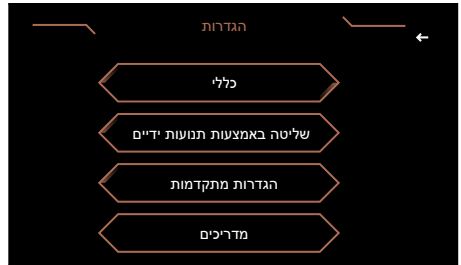 הגדרות
כללי
שליטה באמצעות תנועות ידיים
הגדרות מתקדמות
מדריכים